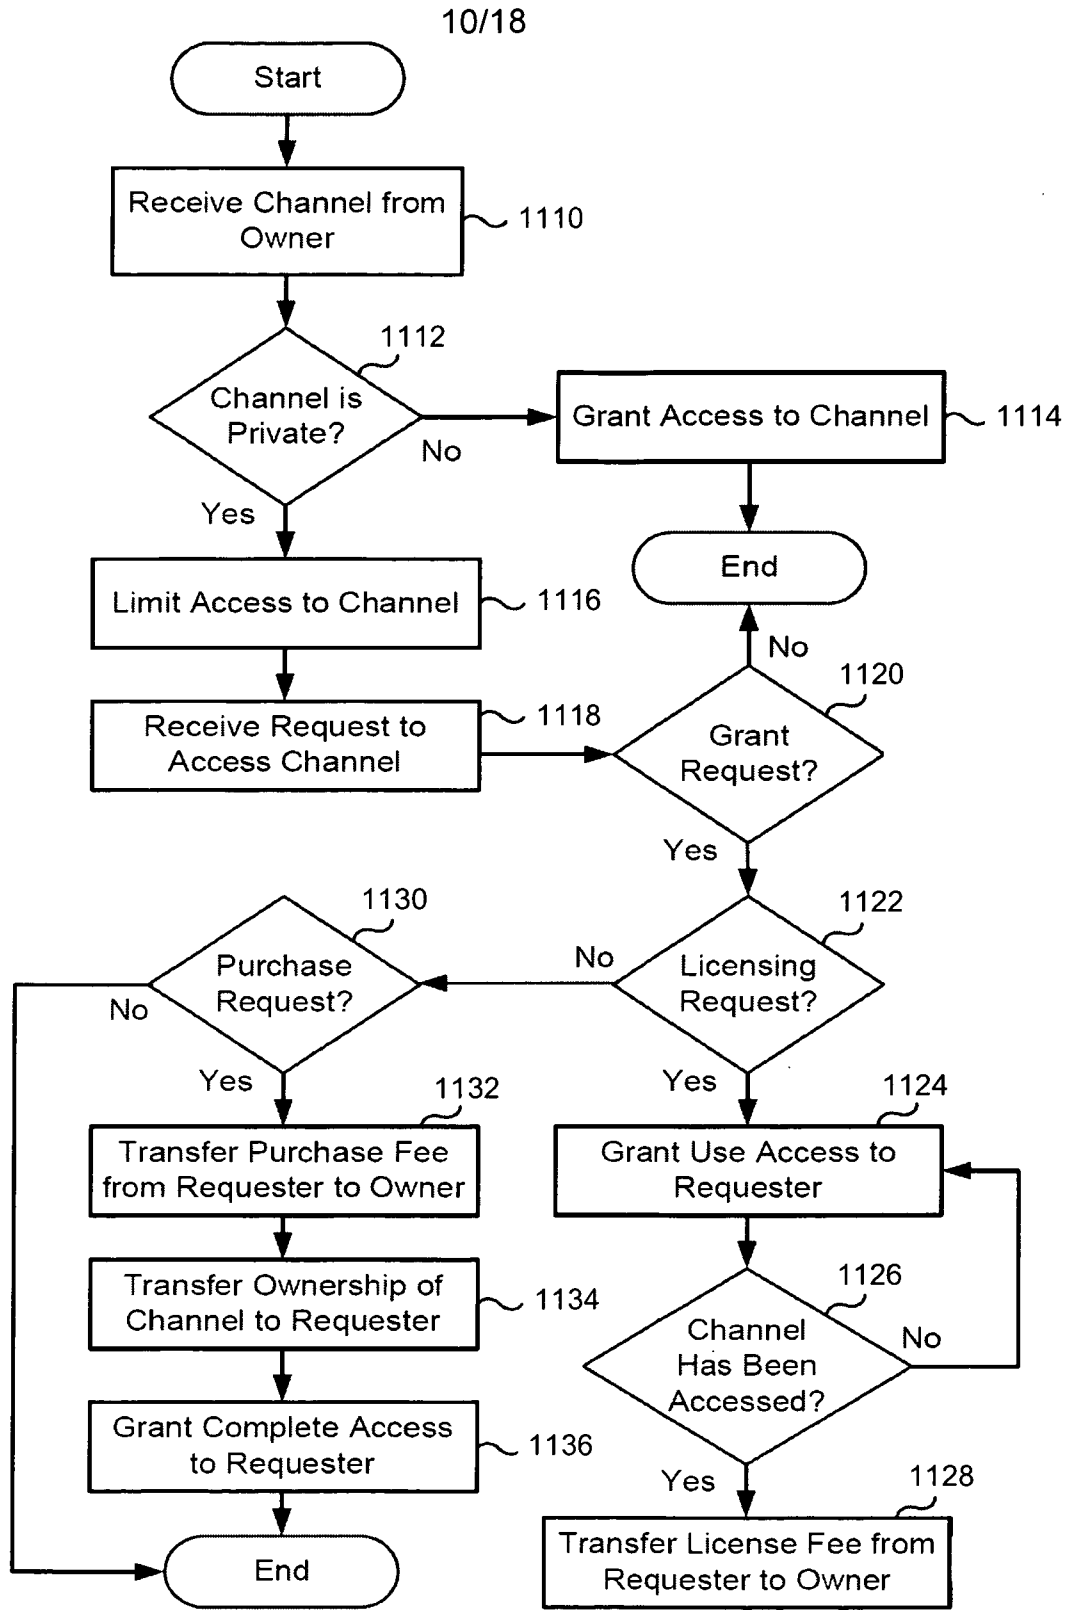 10/18
Start
Receive Channel from
Owner
1110
1112
Channel is
Private?
No
Yes
Grant Access to Channel
1114
End
Limit Access to Channel
1116
No
1120
Receive Request to
Access Channel
1118
Grant
Request?
Yes
1130
1122
Purchase
Request?
No
No
Licensing
Request?
Yes
Yes
1132
1124
Transfer Purchase Fee
from Requester to Owner
Grant Use Access to
Requester
Transfer Ownership of
Channel to Requester
1134
1126
Channel
Has Been
Accessed?
No
Grant Complete Access
to Requester
1136
Yes
1128
End
Transfer License Fee from
Requester to Owner